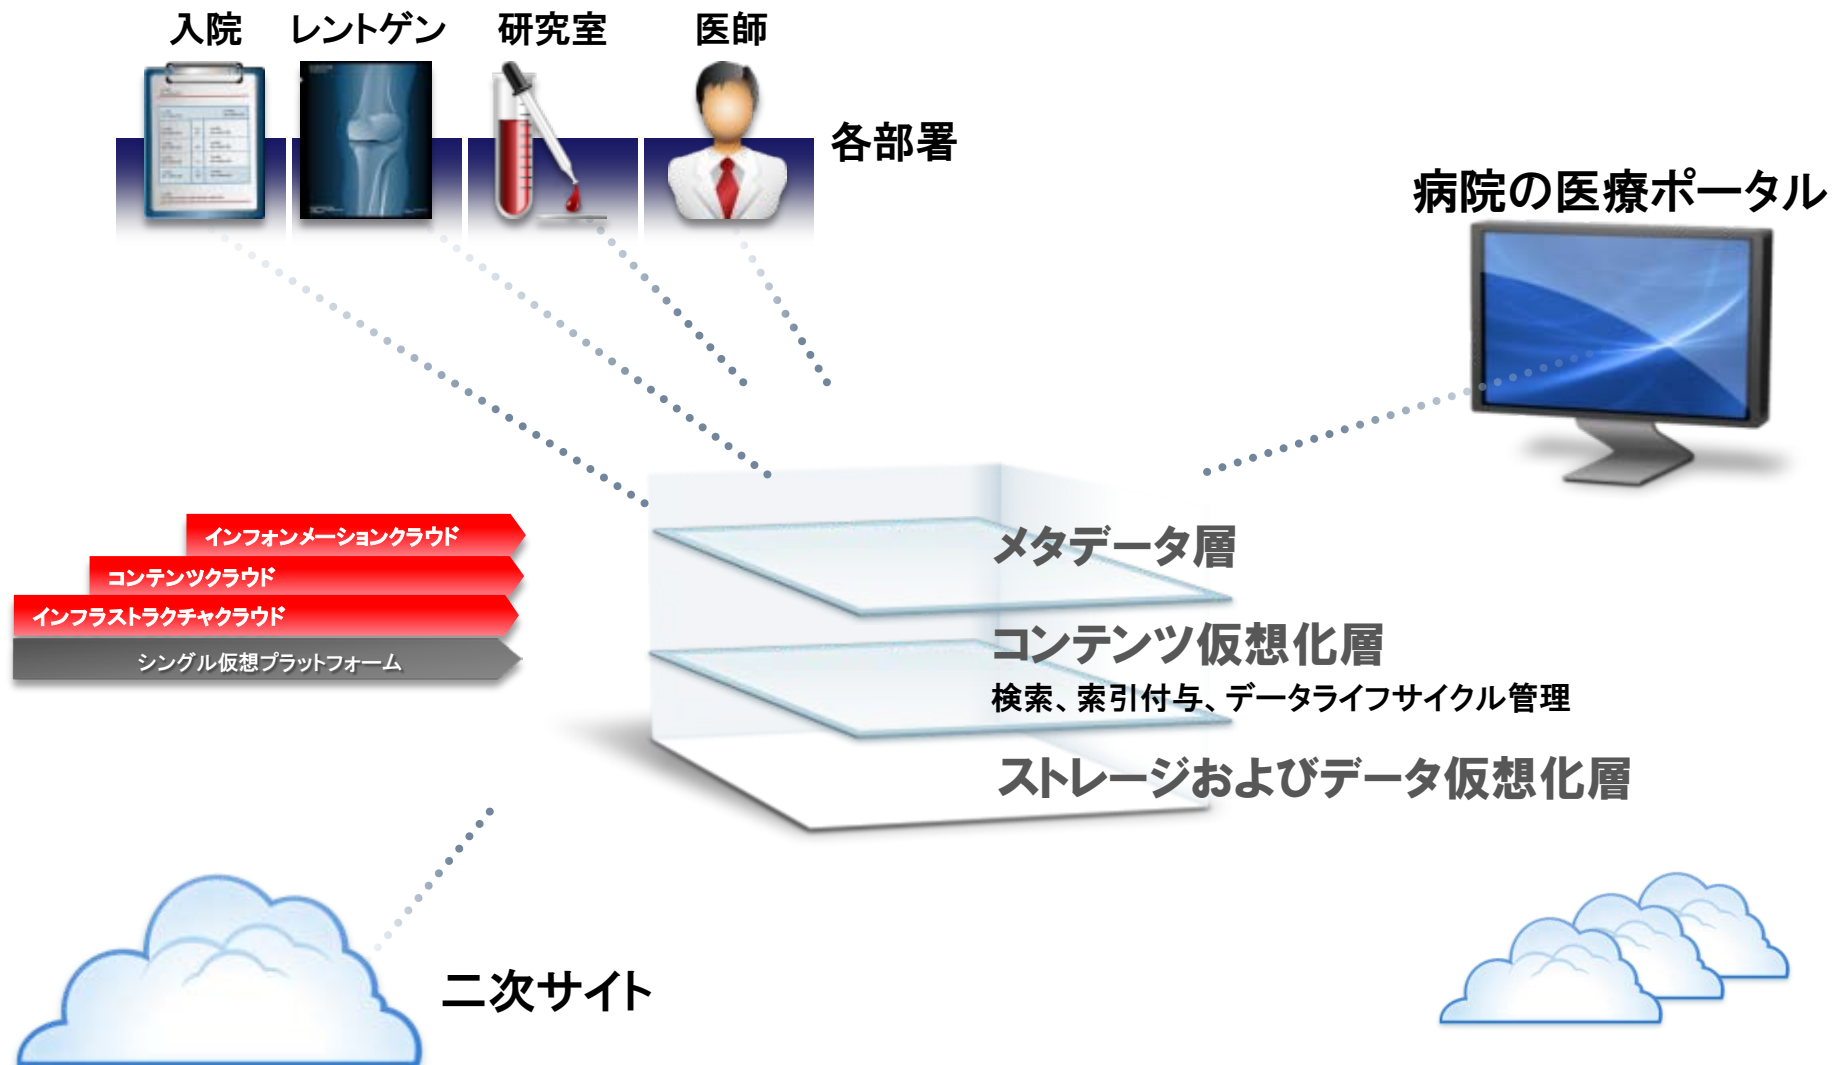 入院 レントゲン 研究室 医師
各部署
病院の医療ポータル
インフォンメーションクラウド
コンテンツクラウド
インフラストラクチャクラウド
シングル仮想プラットフォーム
メタデータ層
コンテンツ仮想化層
検索、索引付与、データライフサイクル管理
ストレージおよびデータ仮想化層
二次サイト